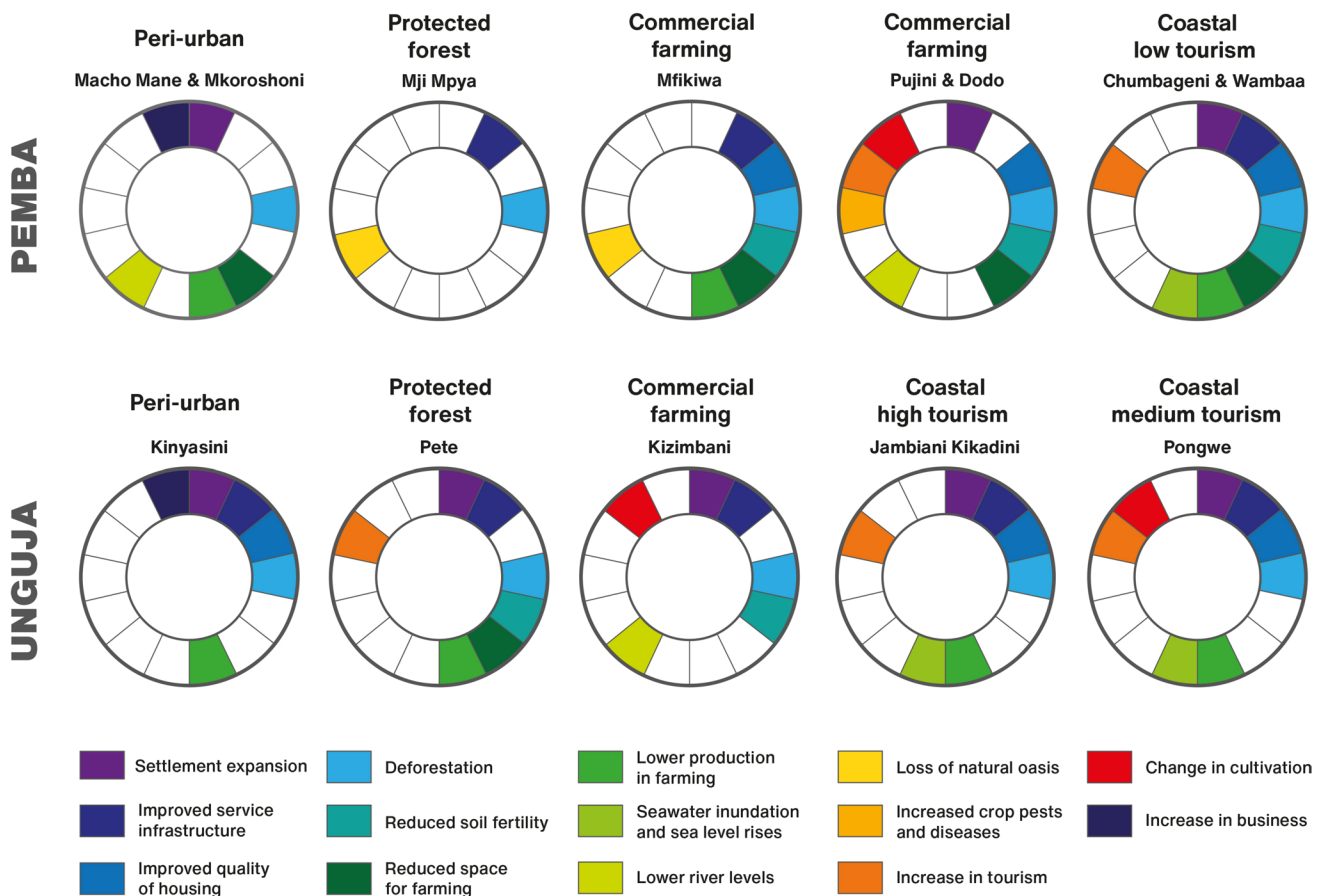 Peri-urban
Macho Mane & Mkoroshoni
Protected
forest
Mji Mpya
Commercial
farming
Mfikiwa
Commercial
farming
Pujini & Dodo
Coastal
low tourism
Chumbageni & Wambaa
PEMBA
Peri-urban
Kinyasini
Protected
forest
Pete
Commercial
farming
Kizimbani
Coastal
high tourism
Jambiani Kikadini
Coastal
medium tourism
Pongwe
UNGUJA
Settlement expansion
Improved service
infrastructure
Improved quality
of housing
Deforestation
Reduced soil fertility
Reduced space
for farming
Lower production
in farming
Seawater inundation
and sea level rises
Lower river levels
Loss of natural oasis
Increased crop pests
and diseases
Increase in tourism
Change in cultivation
Increase in business